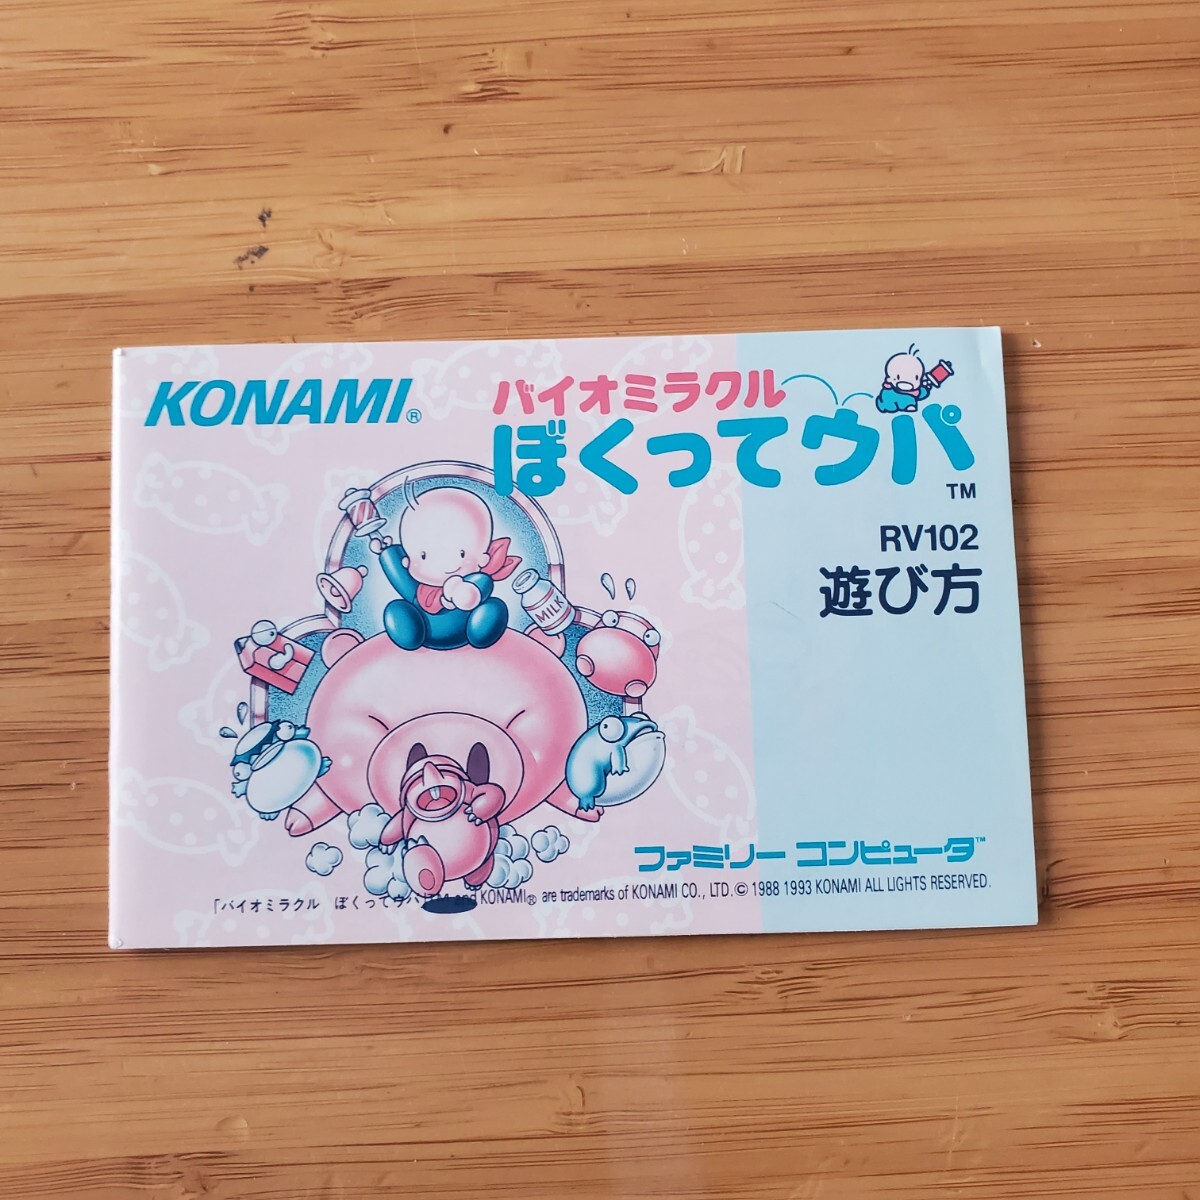 KONAMI®
バイオミラクル
ぼくってウパ
TM
RV102
遊び方
MILK
ファミリー コンピュータ™
「バイオミラクル ぼくってウパ」TM and KONAMI® are trademarks of KONAMI CO., LTD. © 1988 1993 KONAMI ALL LIGHTS RESERVED.